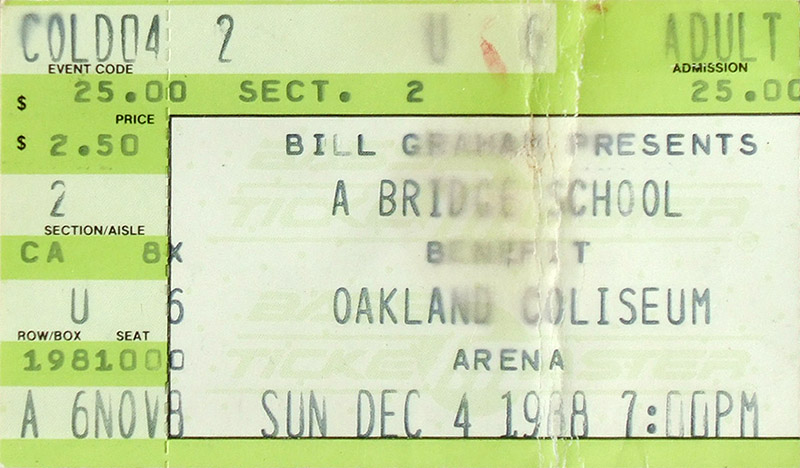 COLD04 2 U 6 ADULT
EVENT CODE ADMISSION
$ 25.00 SECT. 2 25.00
PRICE
$ 2.50
BILL GRAHAM PRESENTS
2 A BRIDGE SCHOOL
SECTION/AISLE
CA 8X BENEFIT
U 6 OAKLAND COLISEUM
ROW/BOX SEAT
1981000 ARENA
A 6NOV8 SUN DEC 4 1988 7:00PM